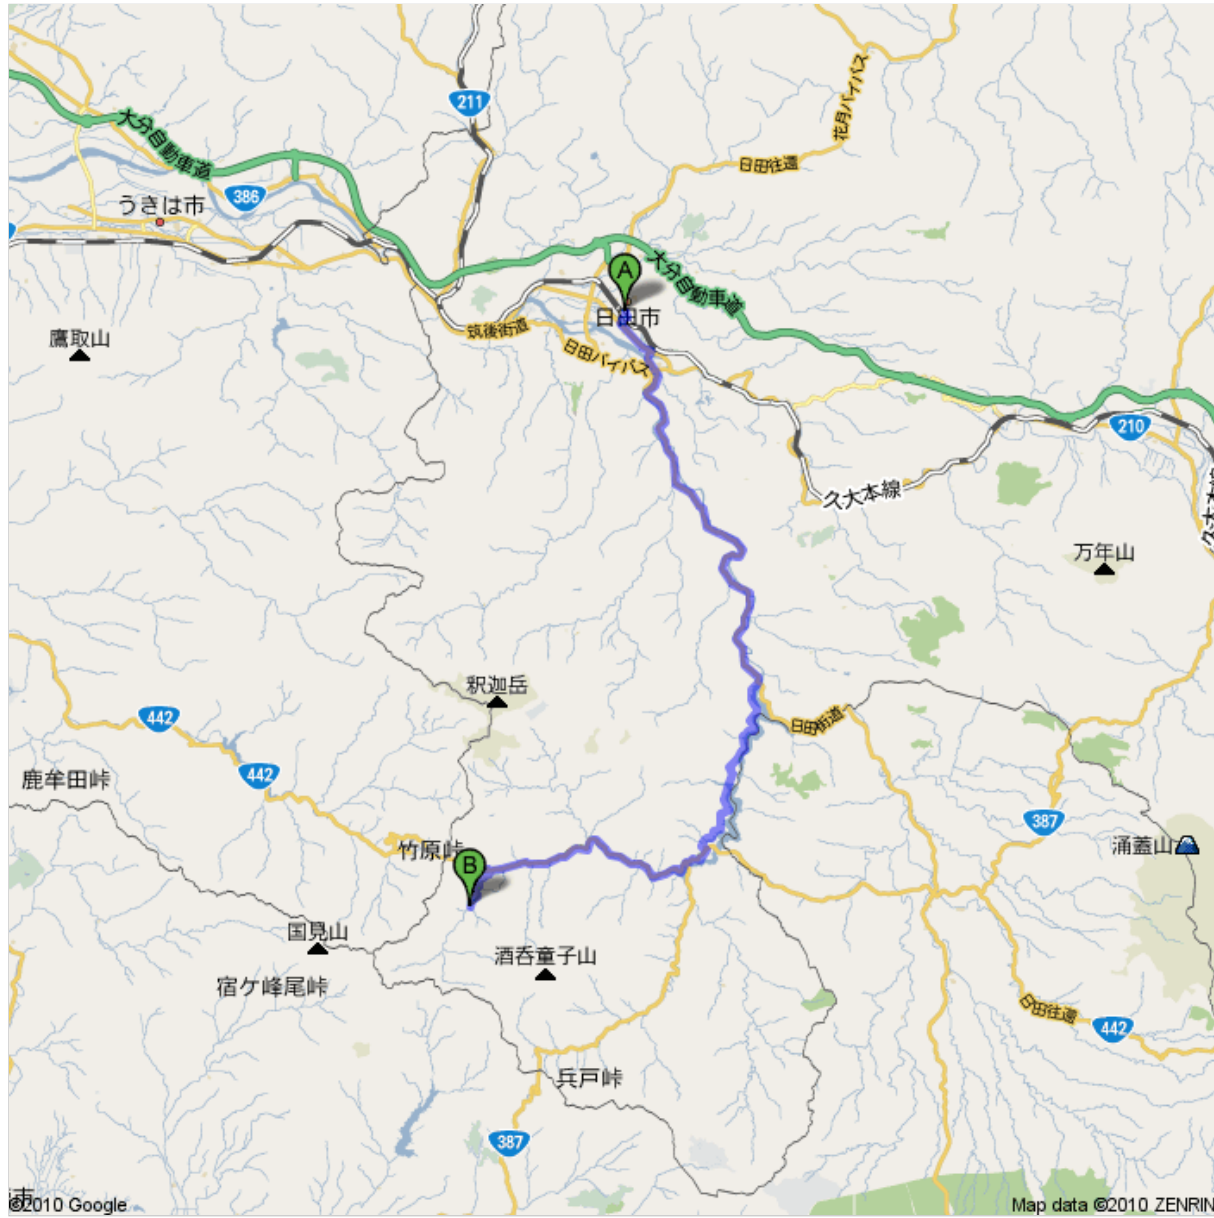 211
花月バイパス
大分自動車道
日田往還
386
うきは市
A
大分自動車道
日田市
筑後街道
鷹取山
日田バイパス
210
久大本線
久大本線
万年山
釈迦岳
442
日田街道
442
鹿牟田峠
387
竹原峠
涌蓋山
B
国見山
酒呑童子山
宿ケ峰尾峠
日田往還
442
兵戸峠
387
市
©2010 Google
Map data ©2010 ZENRIN